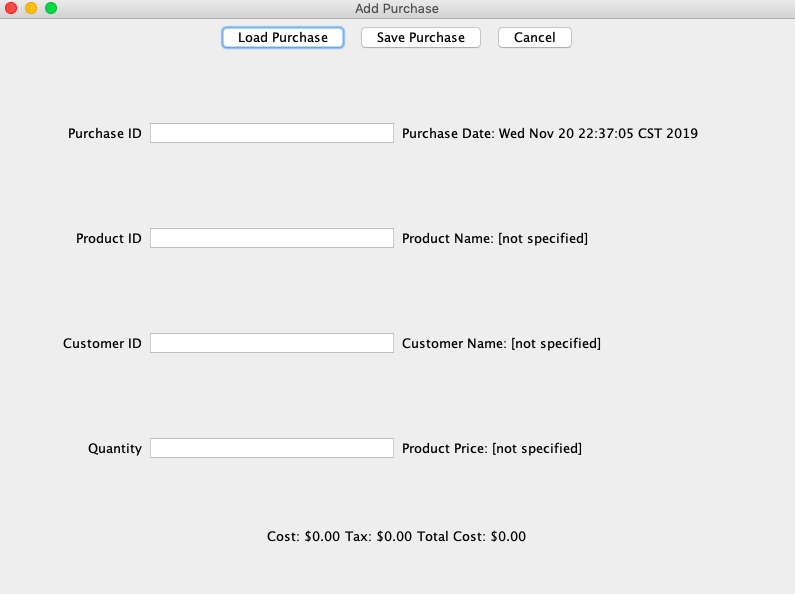 Add Purchase
Load Purchase Save Purchase Cancel
Purchase ID Purchase Date: Wed Nov 20 22:37:05 CST 2019
Product ID Product Name: [not specified]
Customer ID Customer Name: [not specified]
Quantity Product Price: [not specified]
Cost: $0.00 Tax: $0.00 Total Cost: $0.00